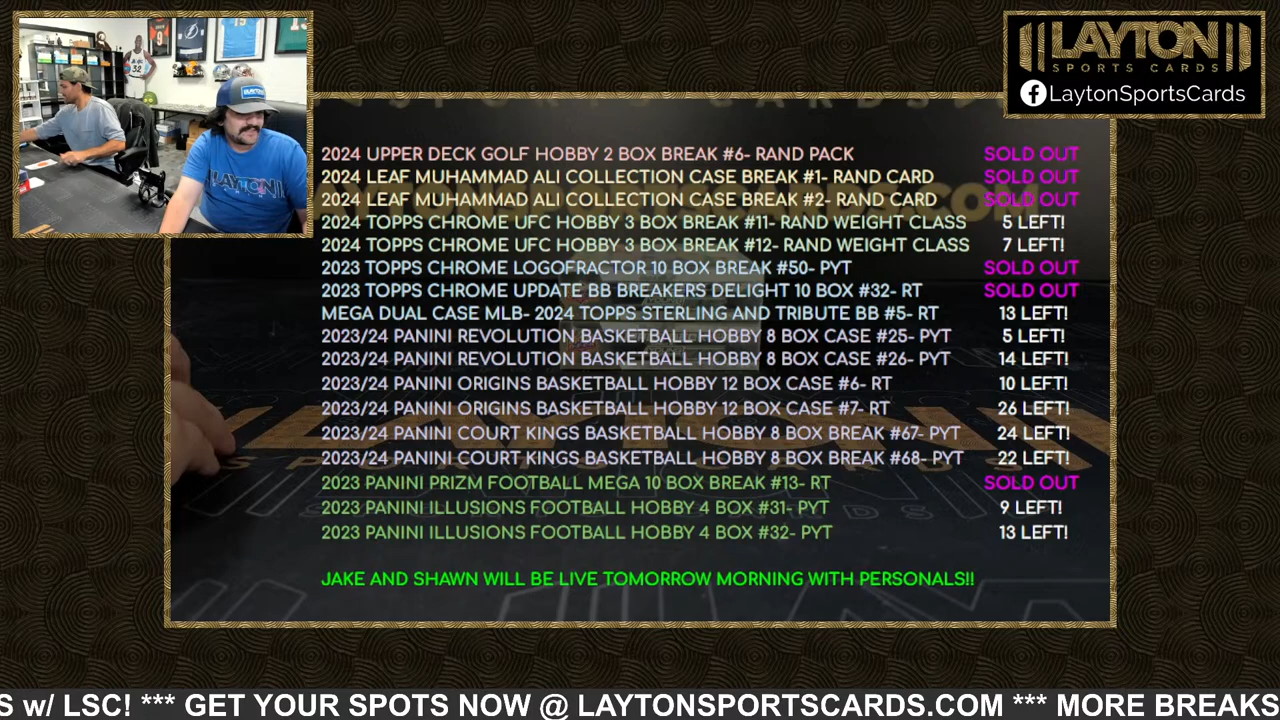 LAYTON
SPORTS CARDS
LaytonSportsCards
2024 UPPER DECK GOLF HOBBY 2 BOX BREAK #6- RAND PACK SOLD OUT
2024 LEAF MUHAMMAD ALI COLLECTION CASE BREAK #1- RAND CARD SOLD OUT
2024 LEAF MUHAMMAD ALI COLLECTION CASE BREAK #2- RAND CARD SOLD OUT
2024 TOPPS CHROME UFC HOBBY 3 BOX BREAK #11- RAND WEIGHT CLASS 5 LEFT!
2024 TOPPS CHROME UFC HOBBY 3 BOX BREAK #12- RAND WEIGHT CLASS 7 LEFT!
2023 TOPPS CHROME LOGOFRACTOR 10 BOX BREAK #50- PYT SOLD OUT
2023 TOPPS CHROME UPDATE BB BREAKERS DELIGHT 10 BOX #32- RT SOLD OUT
MEGA DUAL CASE MLB- 2024 TOPPS STERLING AND TRIBUTE BB #5- RT 13 LEFT!
2023/24 PANINI REVOLUTION BASKETBALL HOBBY 8 BOX CASE #25- PYT 5 LEFT!
2023/24 PANINI REVOLUTION BASKETBALL HOBBY 8 BOX CASE #26- PYT 14 LEFT!
2023/24 PANINI ORIGINS BASKETBALL HOBBY 12 BOX CASE #6- RT 10 LEFT!
2023/24 PANINI ORIGINS BASKETBALL HOBBY 12 BOX CASE #7- RT 26 LEFT!
2023/24 PANINI COURT KINGS BASKETBALL HOBBY 8 BOX BREAK #67- PYT 24 LEFT!
2023/24 PANINI COURT KINGS BASKETBALL HOBBY 8 BOX BREAK #68- PYT 22 LEFT!
2023 PANINI PRIZM FOOTBALL MEGA 10 BOX BREAK #13- RT SOLD OUT
2023 PANINI ILLUSIONS FOOTBALL HOBBY 4 BOX #31- PYT 9 LEFT!
2023 PANINI ILLUSIONS FOOTBALL HOBBY 4 BOX #32- PYT 13 LEFT!
JAKE AND SHAWN WILL BE LIVE TOMORROW MORNING WITH PERSONALS!!
S w/ LSC! *** GET YOUR SPOTS NOW @ LAYTONSPORTSCARDS.COM *** MORE BREAKS